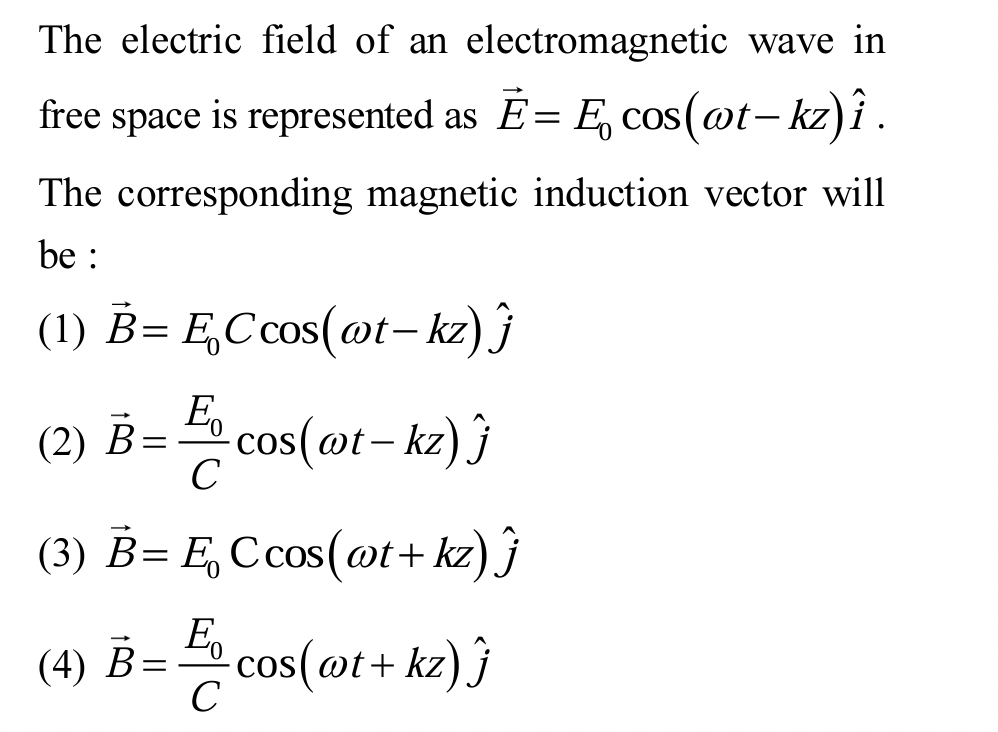 The electric field of an electromagnetic wave in
free space is represented as $\vec{E} = E_0 \cos(\omega t - kz)\hat{i}$ .
The corresponding magnetic induction vector will
be :
(1) $\vec{B} = E_0 C \cos(\omega t - kz)\hat{j}$
(2) $\vec{B} = \frac{E_0}{C} \cos(\omega t - kz)\hat{j}$
(3) $\vec{B} = E_0 \mathrm{C} \cos(\omega t + kz)\hat{j}$
(4) $\vec{B} = \frac{E_0}{C} \cos(\omega t + kz)\hat{j}$